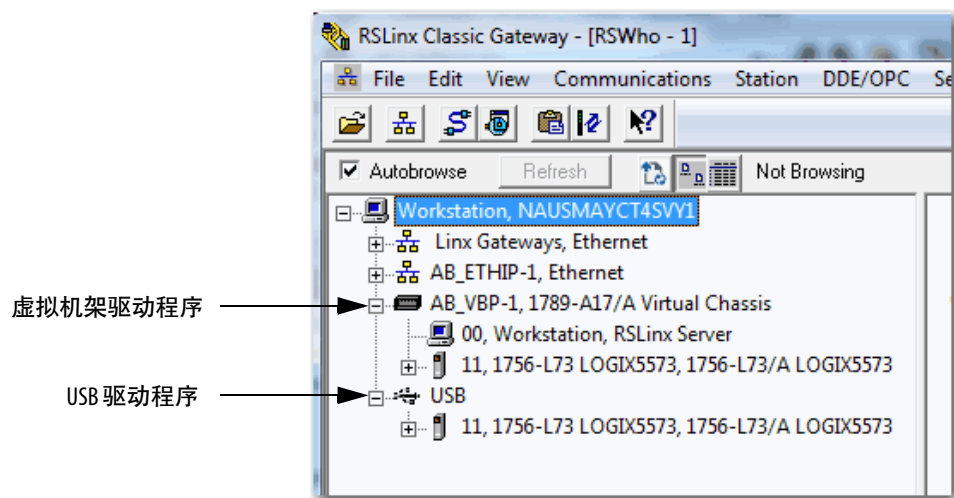 RSLinx Classic Gateway - [RSWho - 1]
File Edit View Communications Station DDE/OPC Se
Autobrowse Refresh Not Browsing
Workstation, NAUSMAYCT4SVY1
Linx Gateways, Ethernet
AB_ETHIP-1, Ethernet
虚拟机架驱动程序
AB_VBP-1, 1789-A17/A Virtual Chassis
00, Workstation, RSLinx Server
11, 1756-L73 LOGIX5573, 1756-L73/A LOGIX5573
USB 驱动程序
USB
11, 1756-L73 LOGIX5573, 1756-L73/A LOGIX5573